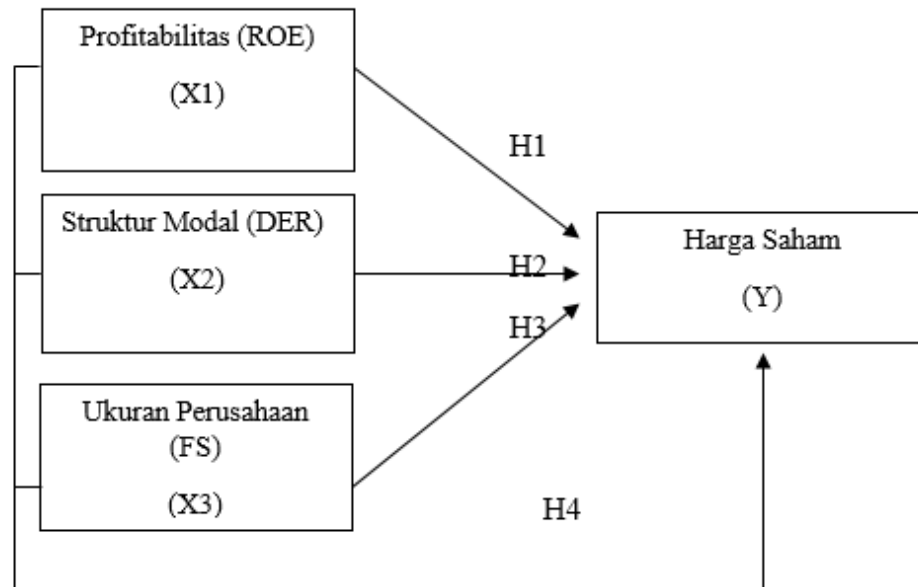 Profitabilitas (ROE)
(X1)
H1
Struktur Modal (DER)
(X2)
H2
Harga Saham
(Y)
H3
Ukuran Perusahaan
(FS)
(X3)
H4